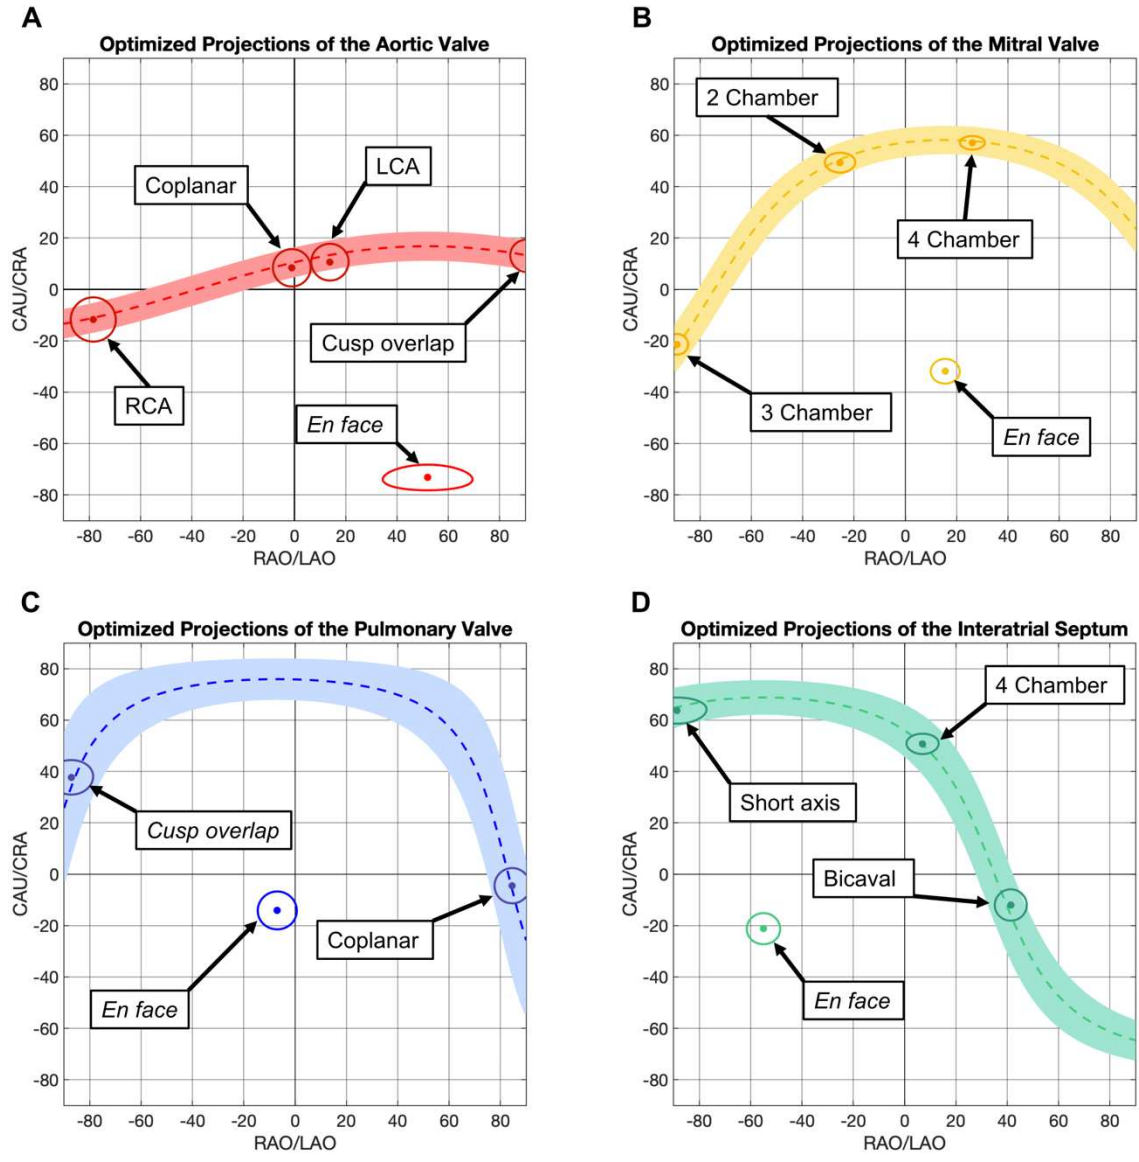 A
Optimized Projections of the Aortic Valve
80
60
40
20
0
-20
-40
-60
-80
CAU/CRA
Coplanar
LCA
Cusp overlap
RCA
En face
-80 -60 -40 -20 0 20 40 60 80
RAO/LAO
B
Optimized Projections of the Mitral Valve
80
60
40
20
0
-20
-40
-60
-80
CAU/CRA
2 Chamber
4 Chamber
3 Chamber
En face
-80 -60 -40 -20 0 20 40 60 80
RAO/LAO
C
Optimized Projections of the Pulmonary Valve
80
60
40
20
0
-20
-40
-60
-80
CAU/CRA
Cusp overlap
Coplanar
En face
-80 -60 -40 -20 0 20 40 60 80
RAO/LAO
D
Optimized Projections of the Interatrial Septum
80
60
40
20
0
-20
-40
-60
-80
CAU/CRA
4 Chamber
Short axis
Bicaval
En face
-80 -60 -40 -20 0 20 40 60 80
RAO/LAO